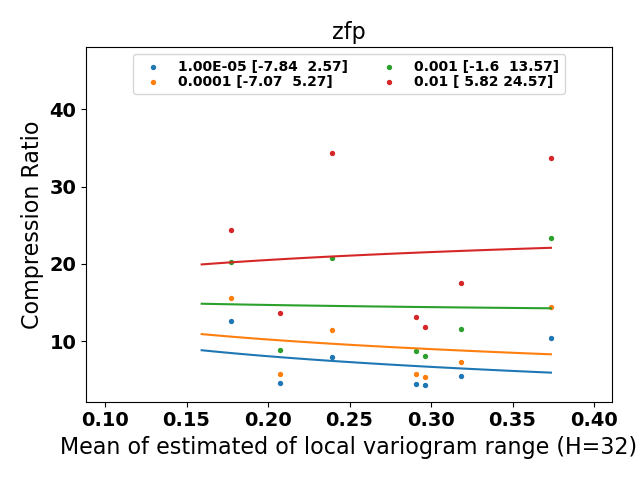 zfp
1.00E-05 [-7.84  2.57]
0.0001 [-7.07  5.27]
0.001 [-1.6  13.57]
0.01 [ 5.82 24.57]
Compression Ratio
40
30
20
10
0.10 0.15 0.20 0.25 0.30 0.35 0.40
Mean of estimated of local variogram range (H=32)